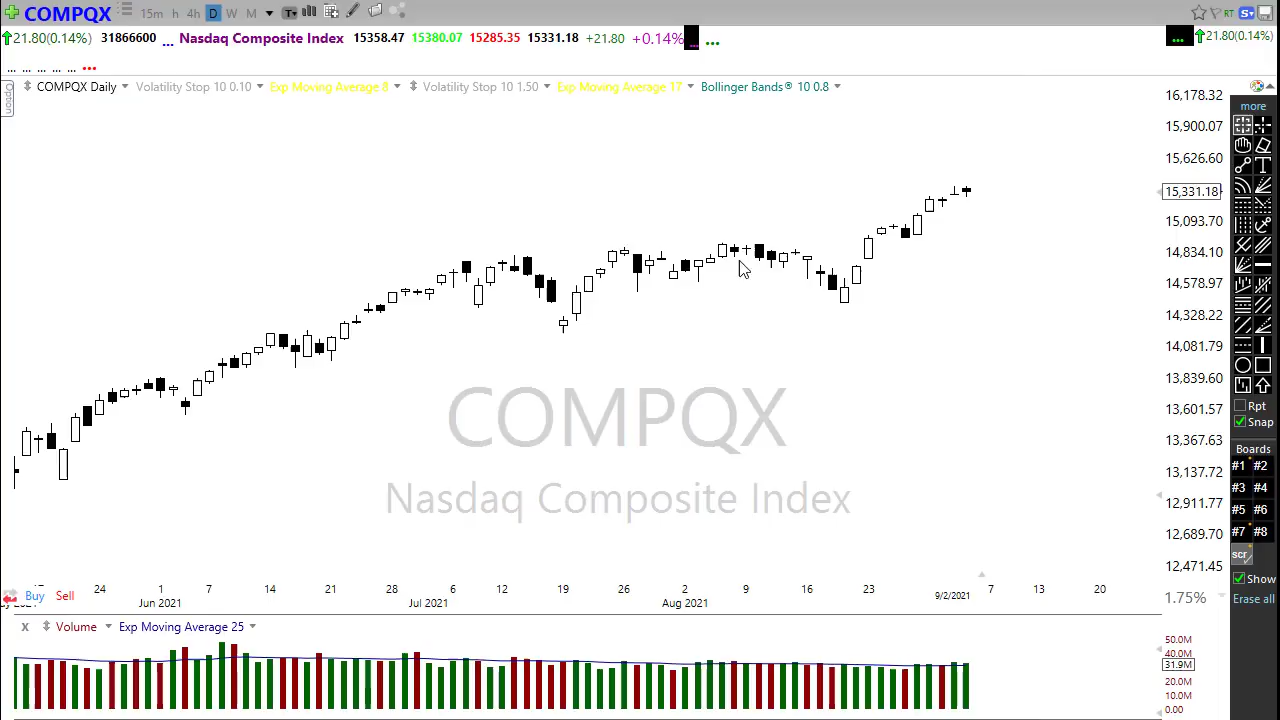 COMPQX 15m h 4h D W M T RT S
21.80(0.14%) 31866600 ... Nasdaq Composite Index 15358.47 15380.07 15285.35 15331.18 +21.80 +0.14% ... ... ... 21.80(0.14%)
... ... ... ... ... ...
Option
COMPQX Daily Volatility Stop 10 0.10 Exp Moving Average 8 Volatility Stop 10 1.50 Exp Moving Average 17 Bollinger Bands® 10 0.8
16,178.32
more
15,900.07
T
15,626.60
15,331.18
15,093.70
14,834.10
14,578.97
14,328.22
14,081.79
13,839.60
Rpt
13,601.57
Snap
COMPQX
13,367.63
Boards
#1 #2
13,137.72
#3 #4
Nasdaq Composite Index
12,911.77
#5 #6
12,689.70
#7 #8
scr
12,471.45
Show
24 1 7 14 21 28 6 12 19 26 2 9 16 23 9/2/2021 7 13 20
Buy Sell
1.75%
Erase all
Jun 2021 Jul 2021 Aug 2021
X Volume Exp Moving Average 25
50.0M
40.0M
31.9M
20.0M
10.0M
0.00